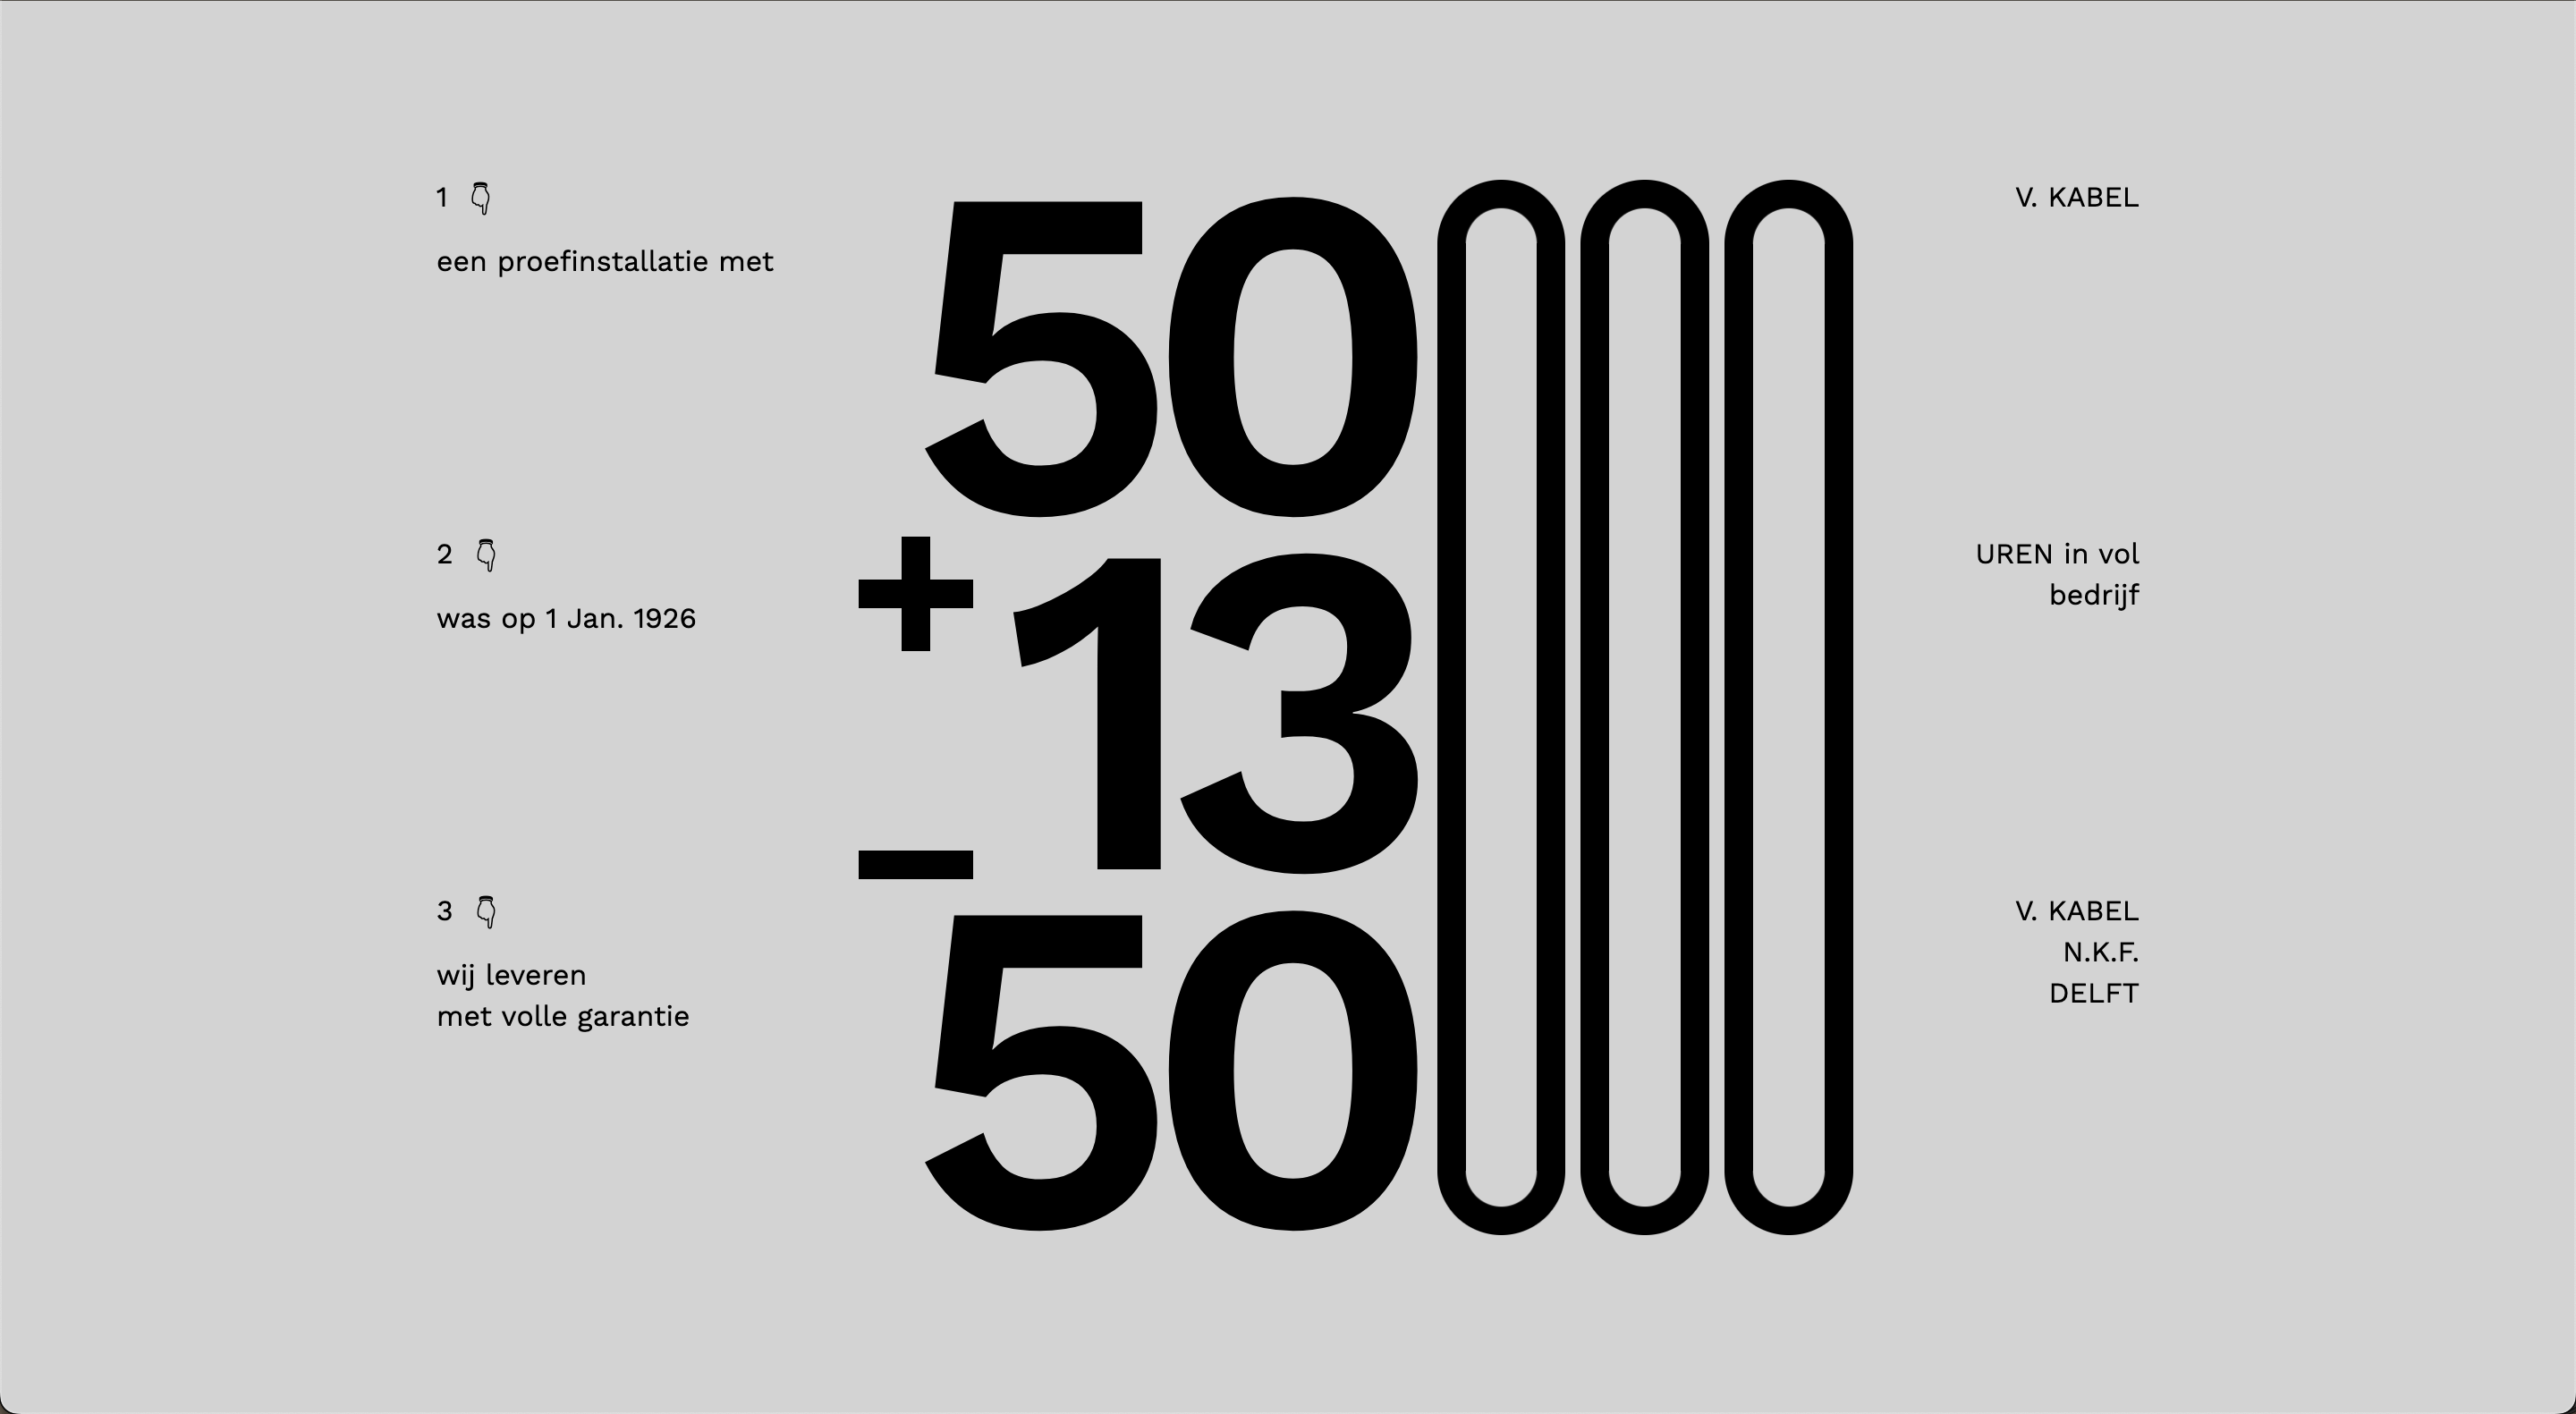 1 👇
een proefinstallatie met
50000
V. KABEL
2 👇
was op 1 Jan. 1926
+ 13000
UREN in vol
bedrijf
3 👇
wij leveren
met volle garantie
– 50000
V. KABEL
N.K.F.
DELFT